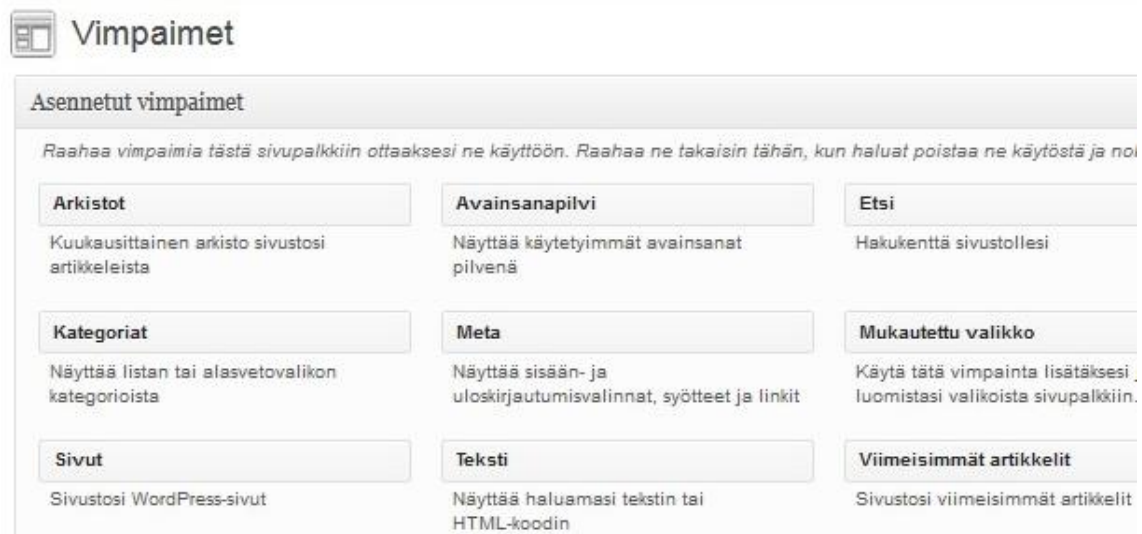 Vimpaimet
Asennetut vimpaimet
Raahaa vimpaimia tästä sivupalkkiin ottaaksesi ne käyttöön. Raahaa ne takaisin tähän, kun haluat poistaa ne käytöstä ja
Arkistot
Kuukausittainen arkisto sivustosi
artikkeleista
Avainsanapilvi
Näyttää käytetyimmät avainsanat
pilvenä
Etsi
Hakukenttä sivustollesi
Kategoriat
Näyttää listan tai alasvetovalikon
kategorioista
Meta
Näyttää sisään- ja
uloskirjautumisvalinnat, syötteet ja linkit
Mukautettu valikko
Käytä tätä vimpainta lisätäksesi
luomistasi valikoista sivupalkkiin.
Sivut
Sivustosi WordPress-sivut
Teksti
Näyttää haluamasi tekstin tai
HTML-koodin
Viimeisimmät artikkelit
Sivustosi viimeisimmät artikkelit